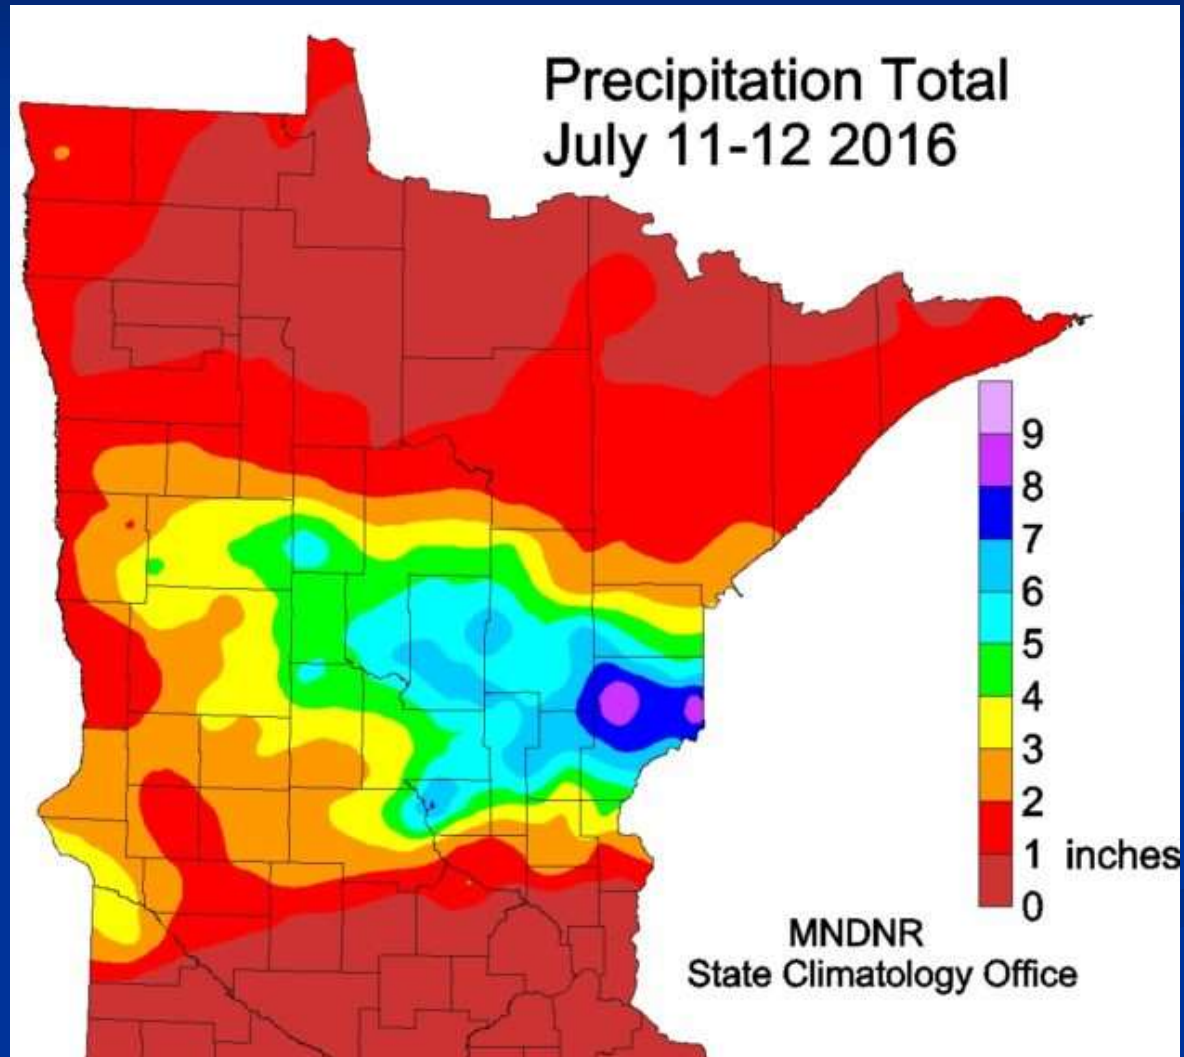 Precipitation Total
July 11-12 2016
9
8
7
6
5
4
3
2
1 inches
0
MNDNR
State Climatology Office